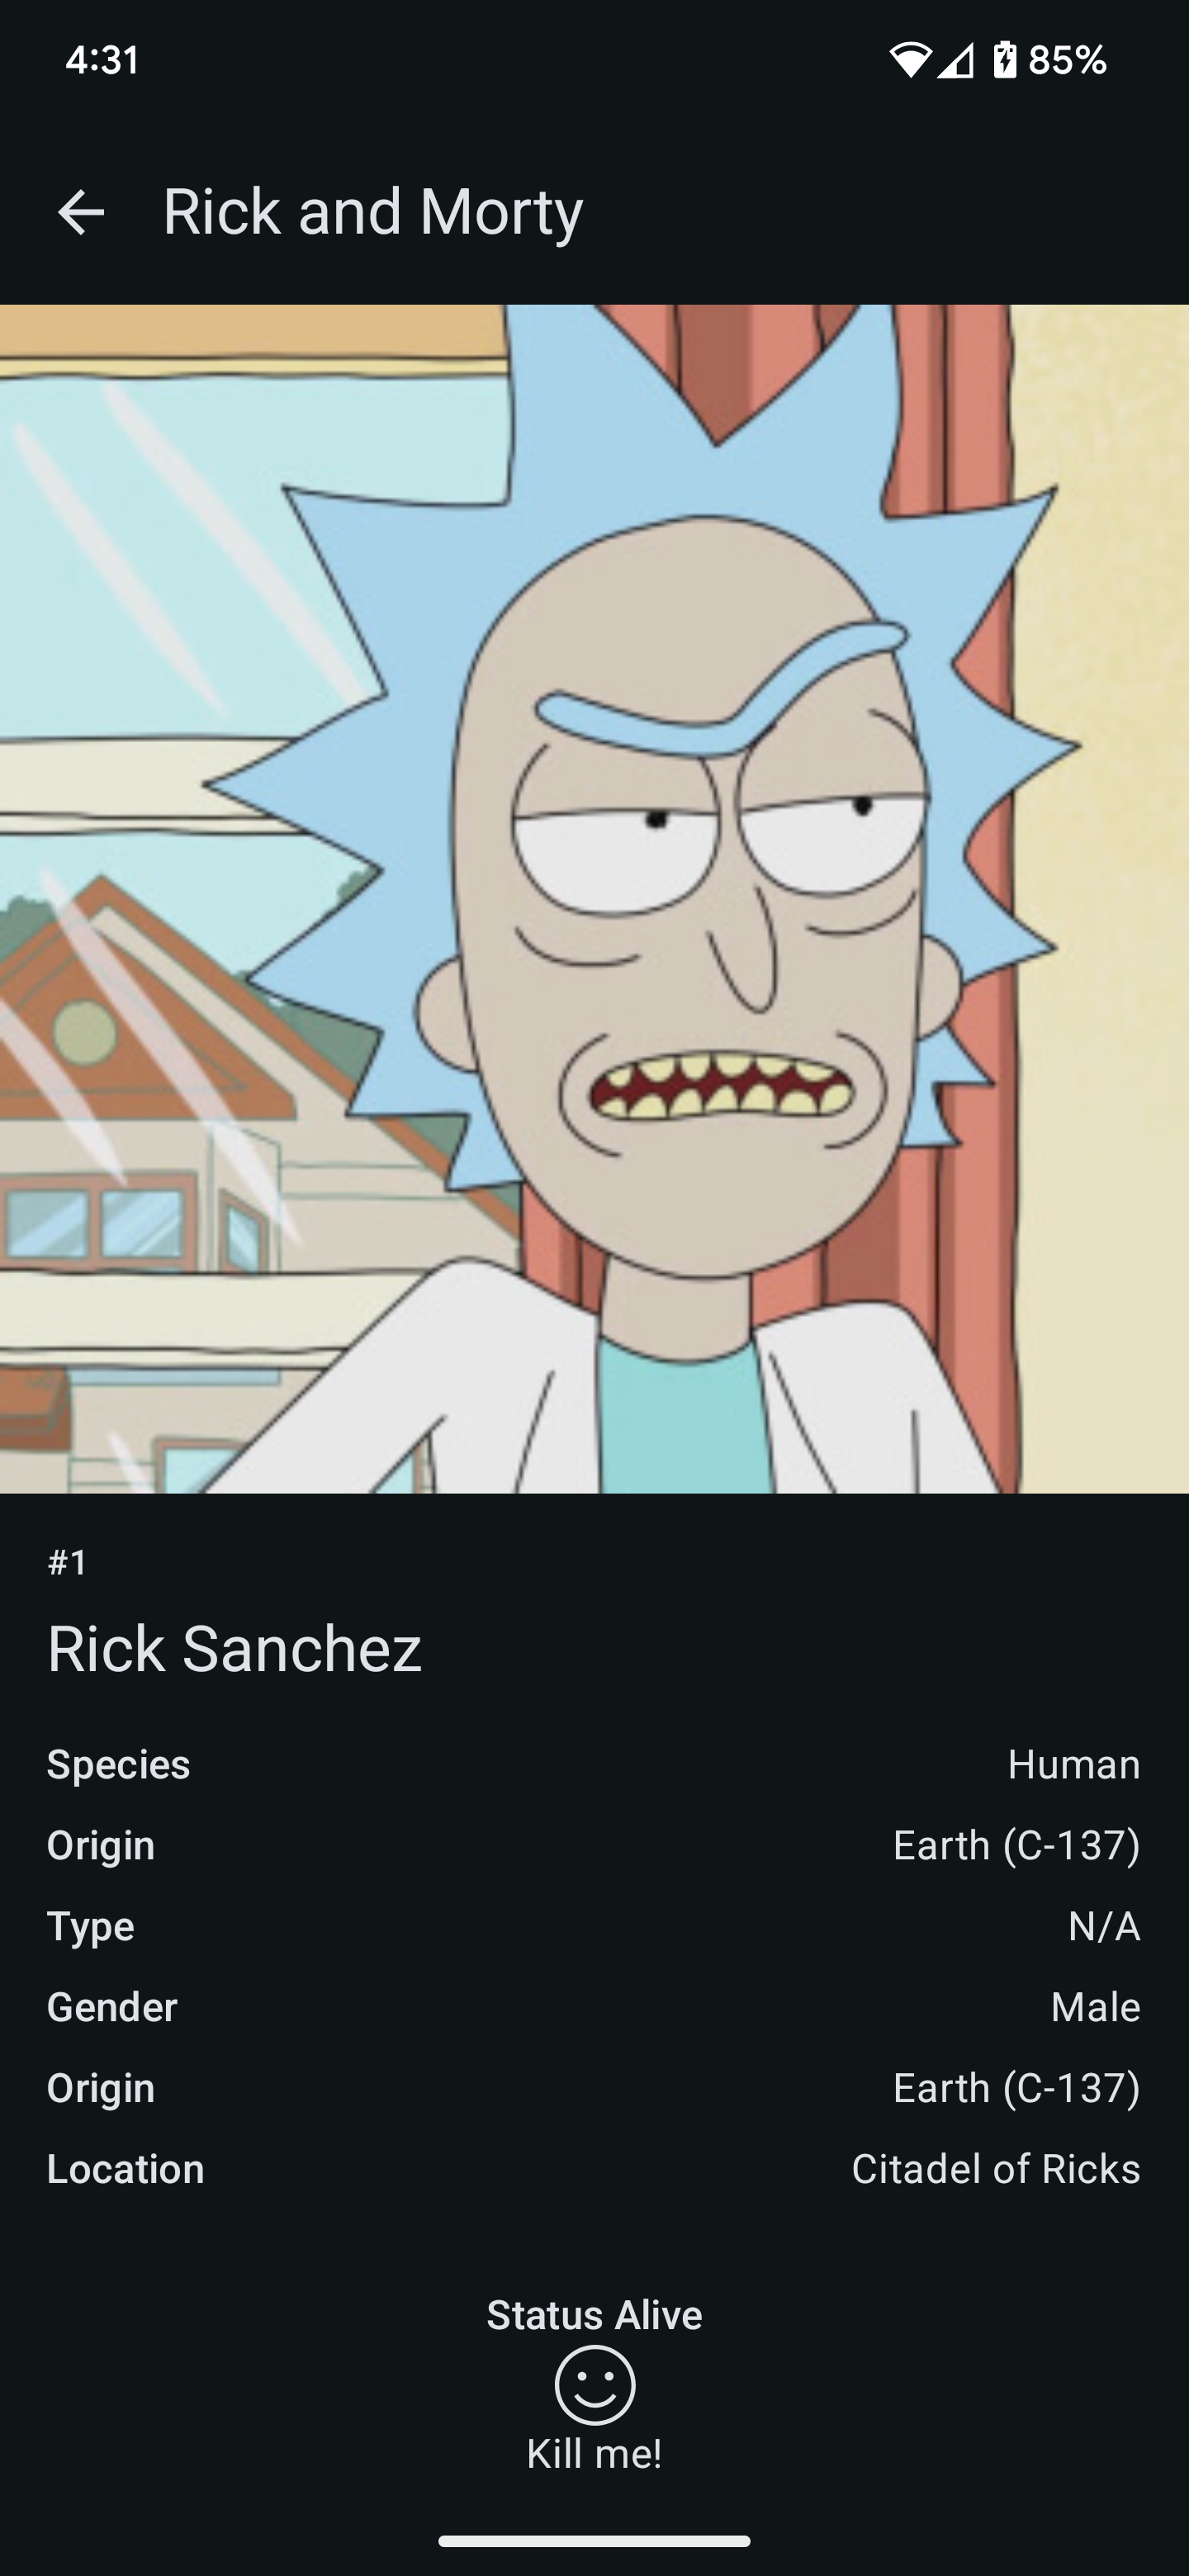 4:31 85%
Rick and Morty
#1
Rick Sanchez
Species Human
Origin Earth (C-137)
Type N/A
Gender Male
Origin Earth (C-137)
Location Citadel of Ricks
Status Alive
Kill me!